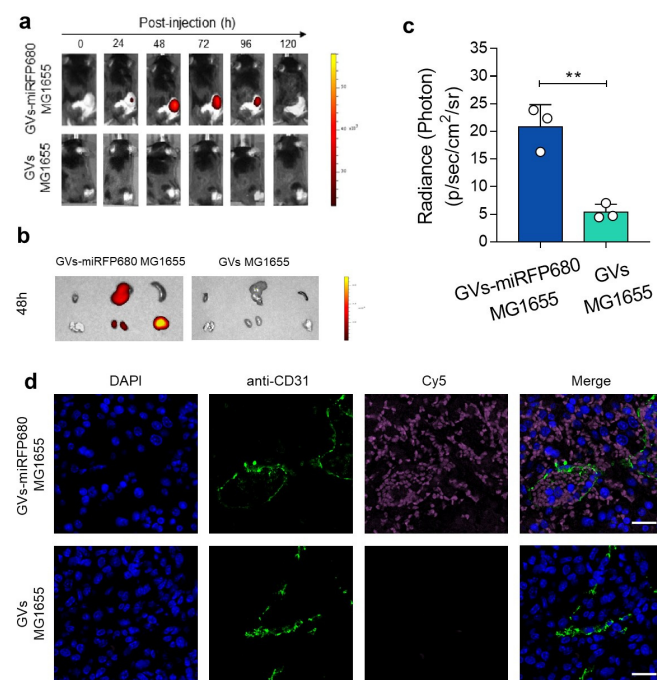 a
Post-injection (h)
0 24 48 72 96 120
GVs-miRFP680
MG1655
GVs
MG1655
b
GVs-miRFP680 MG1655
GVs MG1655
48h
c
Radiance (Photon)
(p/sec/cm²/sr)
35
30
25
20
15
10
5
0
**
GVs-miRFP680
MG1655
GVs
MG1655
d
DAPI
anti-CD31
Cy5
Merge
GVs-miRFP680
MG1655
GVs
MG1655